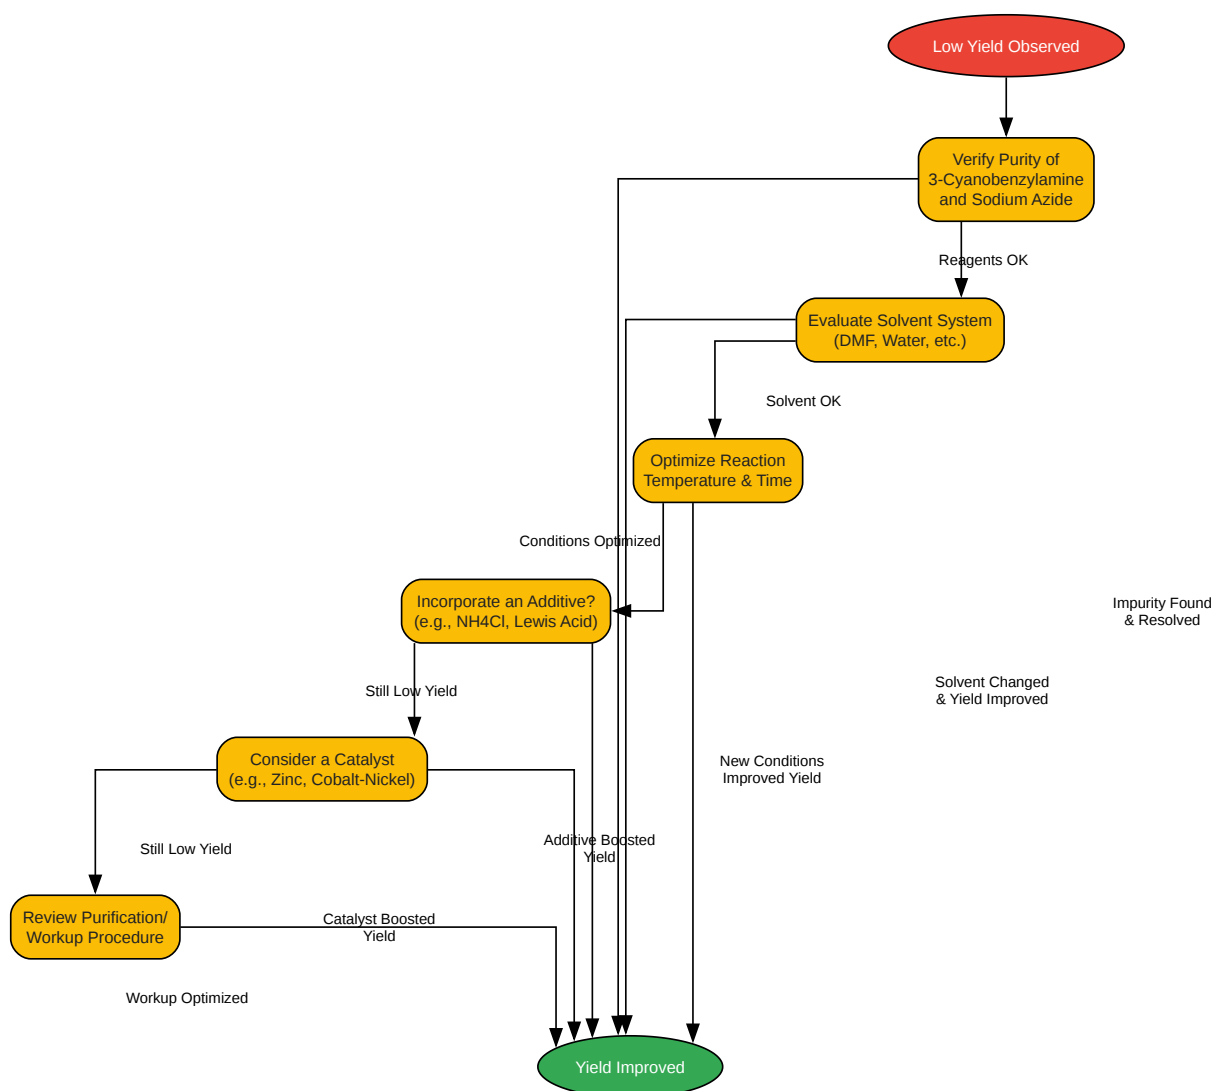 Low Yield Observed
Verify Purity of
3-Cyanobenzylamine
and Sodium Azide
Reagents OK
Evaluate Solvent System
(DMF, Water, etc.)
Solvent OK
Optimize Reaction
Temperature & Time
Conditions Optimized
Incorporate an Additive?
(e.g., NH4Cl, Lewis Acid)
Impurity Found
& Resolved
Still Low Yield
Solvent Changed
& Yield Improved
Consider a Catalyst
(e.g., Zinc, Cobalt-Nickel)
New Conditions
Improved Yield
Still Low Yield
Additive Boosted
Yield
Review Purification/
Workup Procedure
Catalyst Boosted
Yield
Workup Optimized
Yield Improved